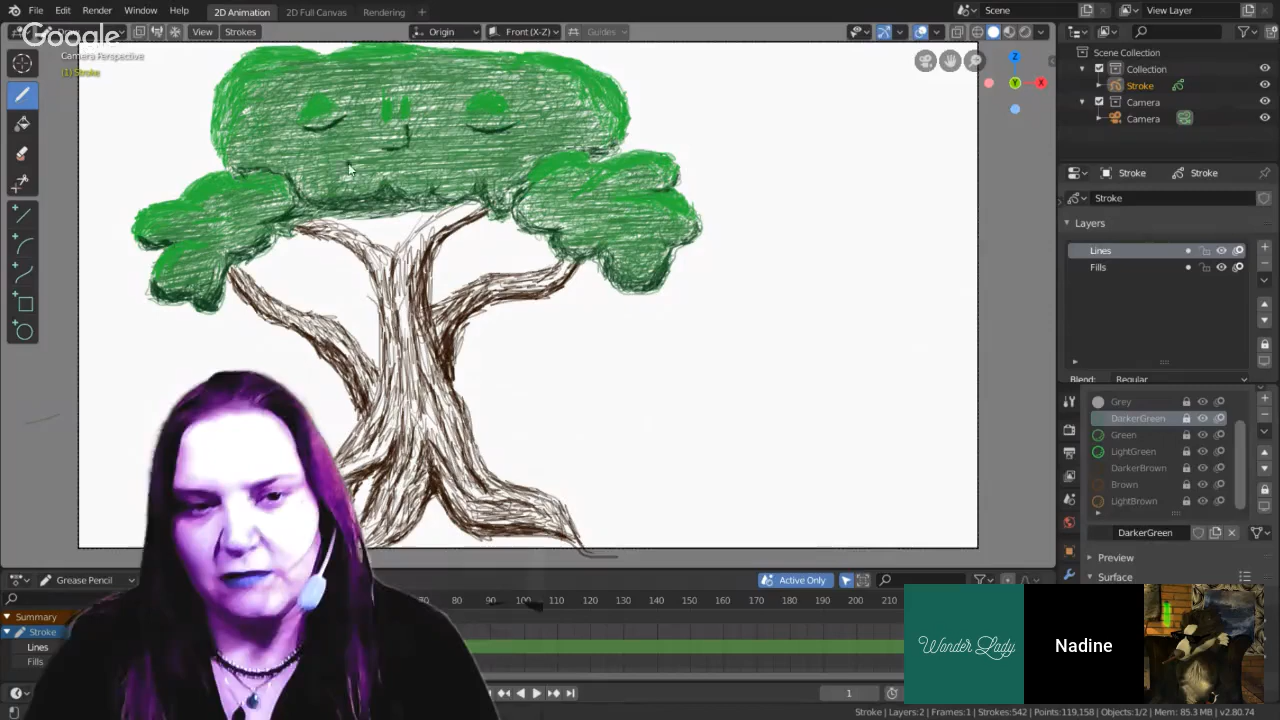 File Edit Render Window Help 2D Animation 2D Full Canvas Rendering + Scene View Layer
Google View Strokes Origin Front (X-Z) Guides
Camera Perspective
(1) Stroke
Z
Y X
Scene Collection
Collection
Stroke
Camera
Camera
Stroke Stroke
Stroke
Layers
Lines
Fills
Blend: Regular
Grey
DarkerGreen
Green
LightGreen
DarkerBrown
Brown
LightBrown
DarkerGreen
Preview
Surface
Grease Pencil Active Only
70 80 90 100 110 120 130 140 150 160 170 180 190 200 210
Summary
Stroke
Lines
Fills
1
Wonder Lady
Nadine
Stroke | Layers:2 | Frames:1 | Strokes:542 | Points:119,158 | Objects:1/2 | Mem: 85.3 MB | v2.80.74